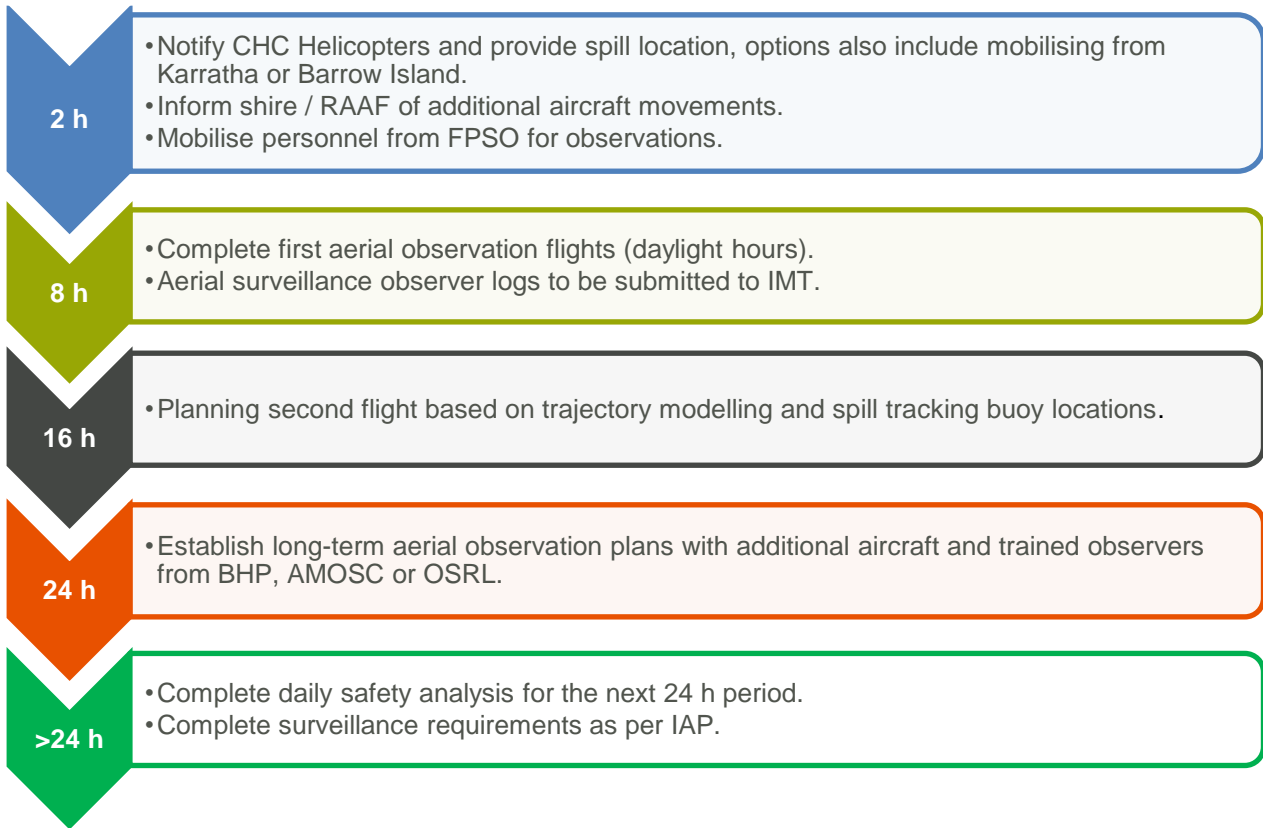 2 h
•Notify CHC Helicopters and provide spill location, options also include mobilising from
Karratha or Barrow Island.
•Inform shire / RAAF of additional aircraft movements.
•Mobilise personnel from FPSO for observations.
8 h
•Complete first aerial observation flights (daylight hours).
•Aerial surveillance observer logs to be submitted to IMT.
16 h
•Planning second flight based on trajectory modelling and spill tracking buoy locations.
24 h
•Establish long-term aerial observation plans with additional aircraft and trained observers
from BHP, AMOSC or OSRL.
>24 h
•Complete daily safety analysis for the next 24 h period.
•Complete surveillance requirements as per IAP.